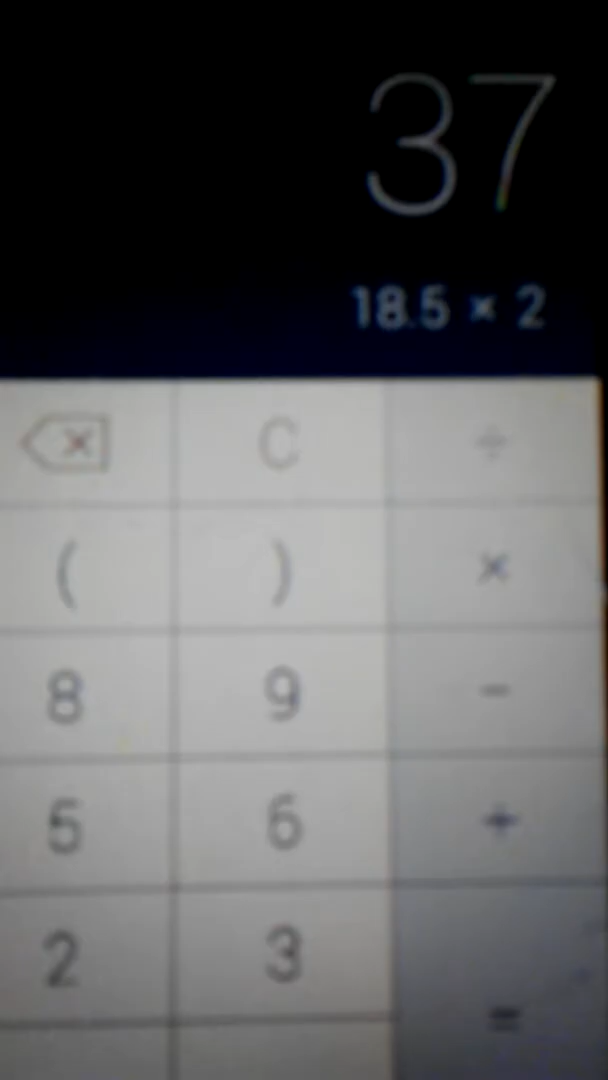 37
18.5 × 2
C ÷
( ) ×
8 9 −
5 6 +
2 3
=